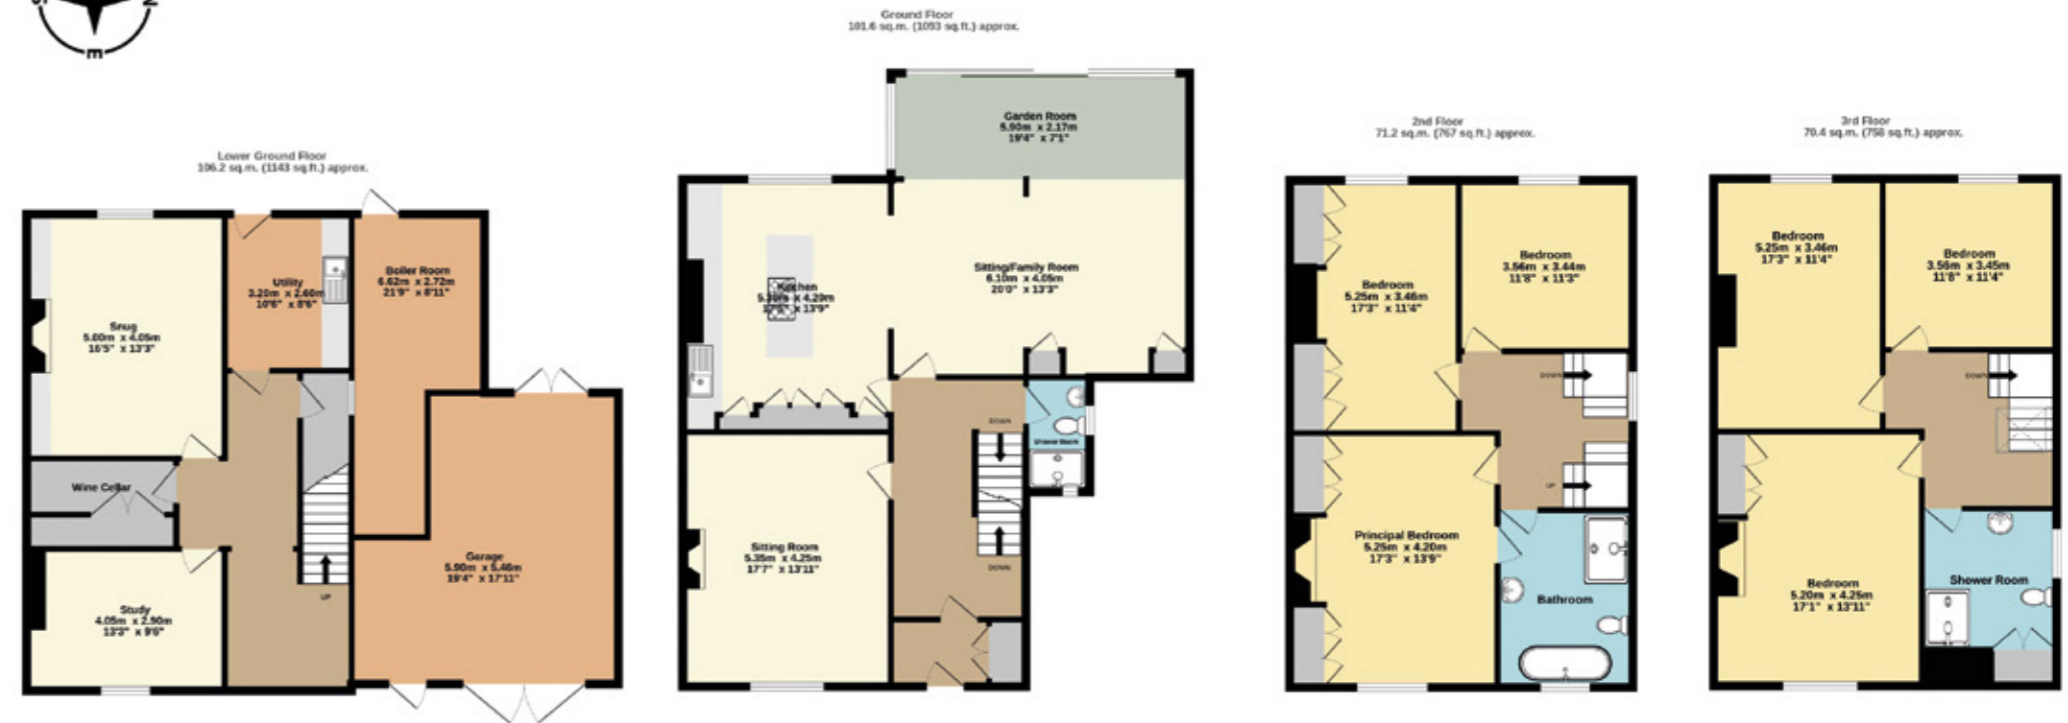 E
Lower Ground Floor
106.2 sq.m. (1143 sq.ft.) approx.
Snug
5.00m x 4.05m
16'5" x 13'3"
Utility
3.20m x 2.60m
10'6" x 8'6"
Boiler Room
6.62m x 2.72m
21'9" x 8'11"
Wine Cellar
Study
4.05m x 2.90m
13'3" x 9'6"
UP
Garage
5.90m x 5.46m
19'4" x 17'11"
Ground Floor
101.6 sq.m. (1093 sq.ft.) approx.
Garden Room
5.90m x 2.17m
19'4" x 7'1"
Kitchen
x 4.20m
x 13'9"
Sitting/Family Room
6.10m x 4.05m
20'0" x 13'3"
DOWN
Shower Room
Sitting Room
5.35m x 4.25m
17'7" x 13'11"
DOWN
2nd Floor
71.2 sq.m. (767 sq.ft.) approx.
Bedroom
5.25m x 3.46m
17'3" x 11'4"
Bedroom
3.56m x 3.44m
11'8" x 11'3"
DOWN
UP
Principal Bedroom
5.25m x 4.20m
17'3" x 13'9"
Bathroom
3rd Floor
70.4 sq.m. (758 sq.ft.) approx.
Bedroom
5.25m x 3.46m
17'3" x 11'4"
Bedroom
3.56m x 3.45m
11'8" x 11'4"
DOWN
Bedroom
5.20m x 4.25m
17'1" x 13'11"
Shower Room